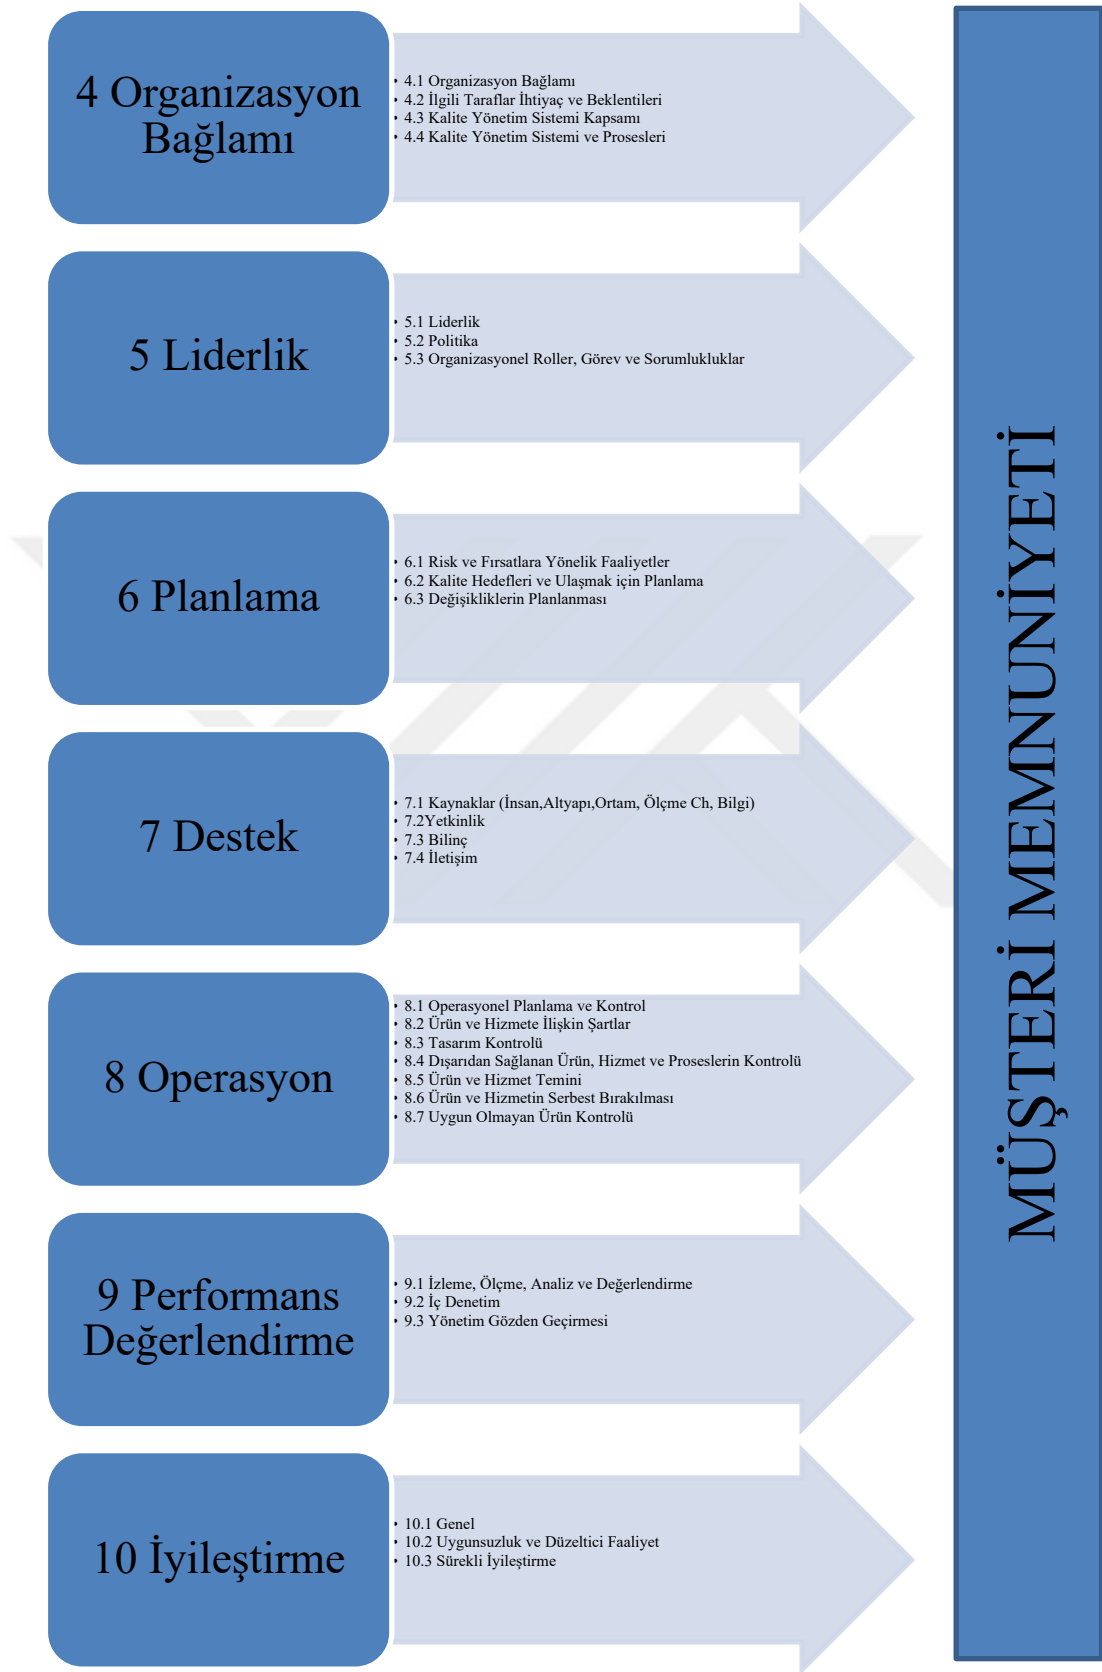 4 Organizasyon
Bağlamı
• 4.1 Organizasyon Bağlamı
• 4.2 İlgili Taraflar İhtiyaç ve Beklentileri
• 4.3 Kalite Yönetim Sistemi Kapsamı
• 4.4 Kalite Yönetim Sistemi ve Prosesleri
5 Liderlik
• 5.1 Liderlik
• 5.2 Politika
• 5.3 Organizasyonel Roller, Görev ve Sorumlukluklar
6 Planlama
• 6.1 Risk ve Fırsatlara Yönelik Faaliyetler
• 6.2 Kalite Hedefleri ve Ulaşmak için Planlama
• 6.3 Değişikliklerin Planlanması
7 Destek
• 7.1 Kaynaklar (İnsan,Altyapı,Ortam, Ölçme Ch, Bilgi)
• 7.2Yetkinlik
• 7.3 Bilinç
• 7.4 İletişim
8 Operasyon
• 8.1 Operasyonel Planlama ve Kontrol
• 8.2 Ürün ve Hizmete İlişkin Şartlar
• 8.3 Tasarım Kontrolü
• 8.4 Dışarıdan Sağlanan Ürün, Hizmet ve Proseslerin Kontrolü
• 8.5 Ürün ve Hizmet Temini
• 8.6 Ürün ve Hizmetin Serbest Bırakılması
• 8.7 Uygun Olmayan Ürün Kontrolü
9 Performans
Değerlendirme
• 9.1 İzleme, Ölçme, Analiz ve Değerlendirme
• 9.2 İç Denetim
• 9.3 Yönetim Gözden Geçirmesi
10 İyileştirme
• 10.1 Genel
• 10.2 Uygunsuzluk ve Düzeltici Faaliyet
• 10.3 Sürekli İyileştirme
MÜŞTERİ MEMNUNİYETİ